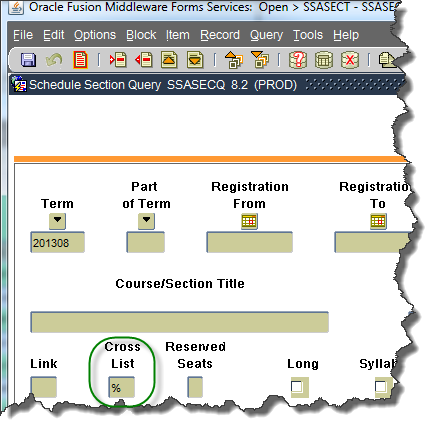 Oracle Fusion Middleware Forms Services: Open > SSASECT - SSASE
File Edit Options Block Item Record Query Tools Help
Schedule Section Query SSASECQ 8.2 (PROD)
Part Registration Registratio
Term of Term From To
201308
Course/Section Title
Cross Reserved
Link List Seats Long Syllab
%